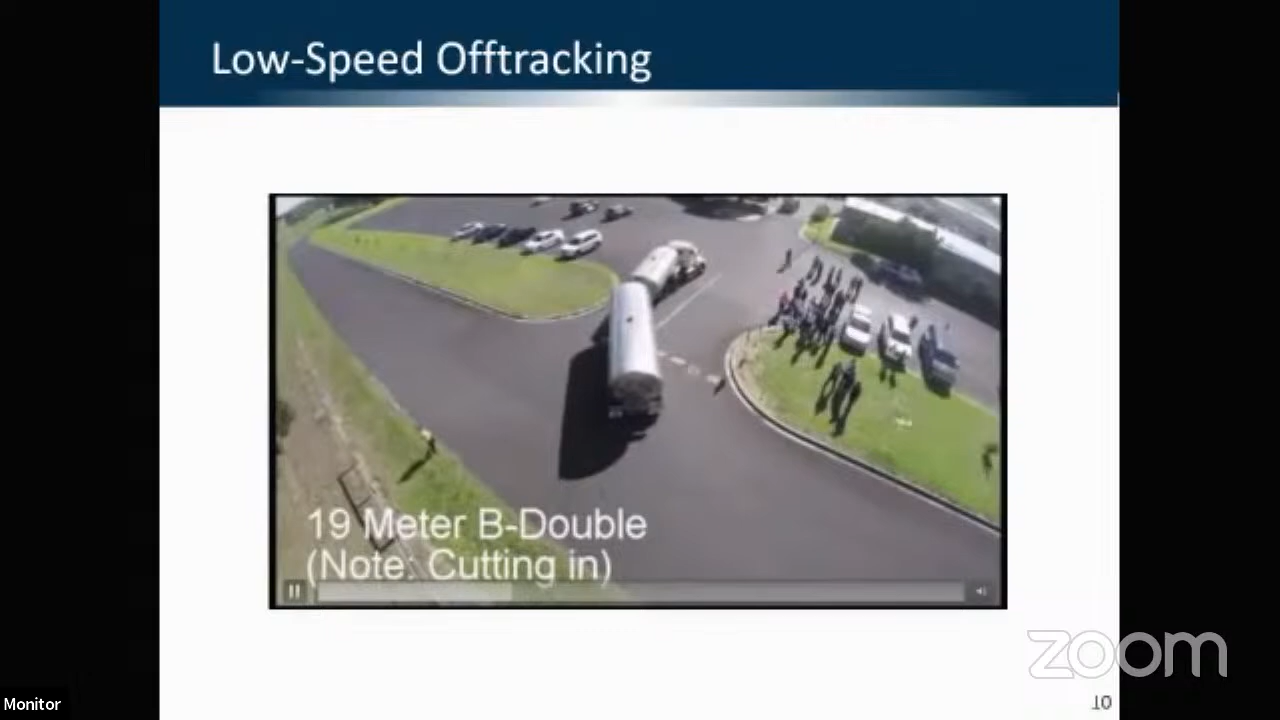 Low-Speed Offtracking
19 Meter B-Double
(Note: Cutting in)
zoom
Monitor
10